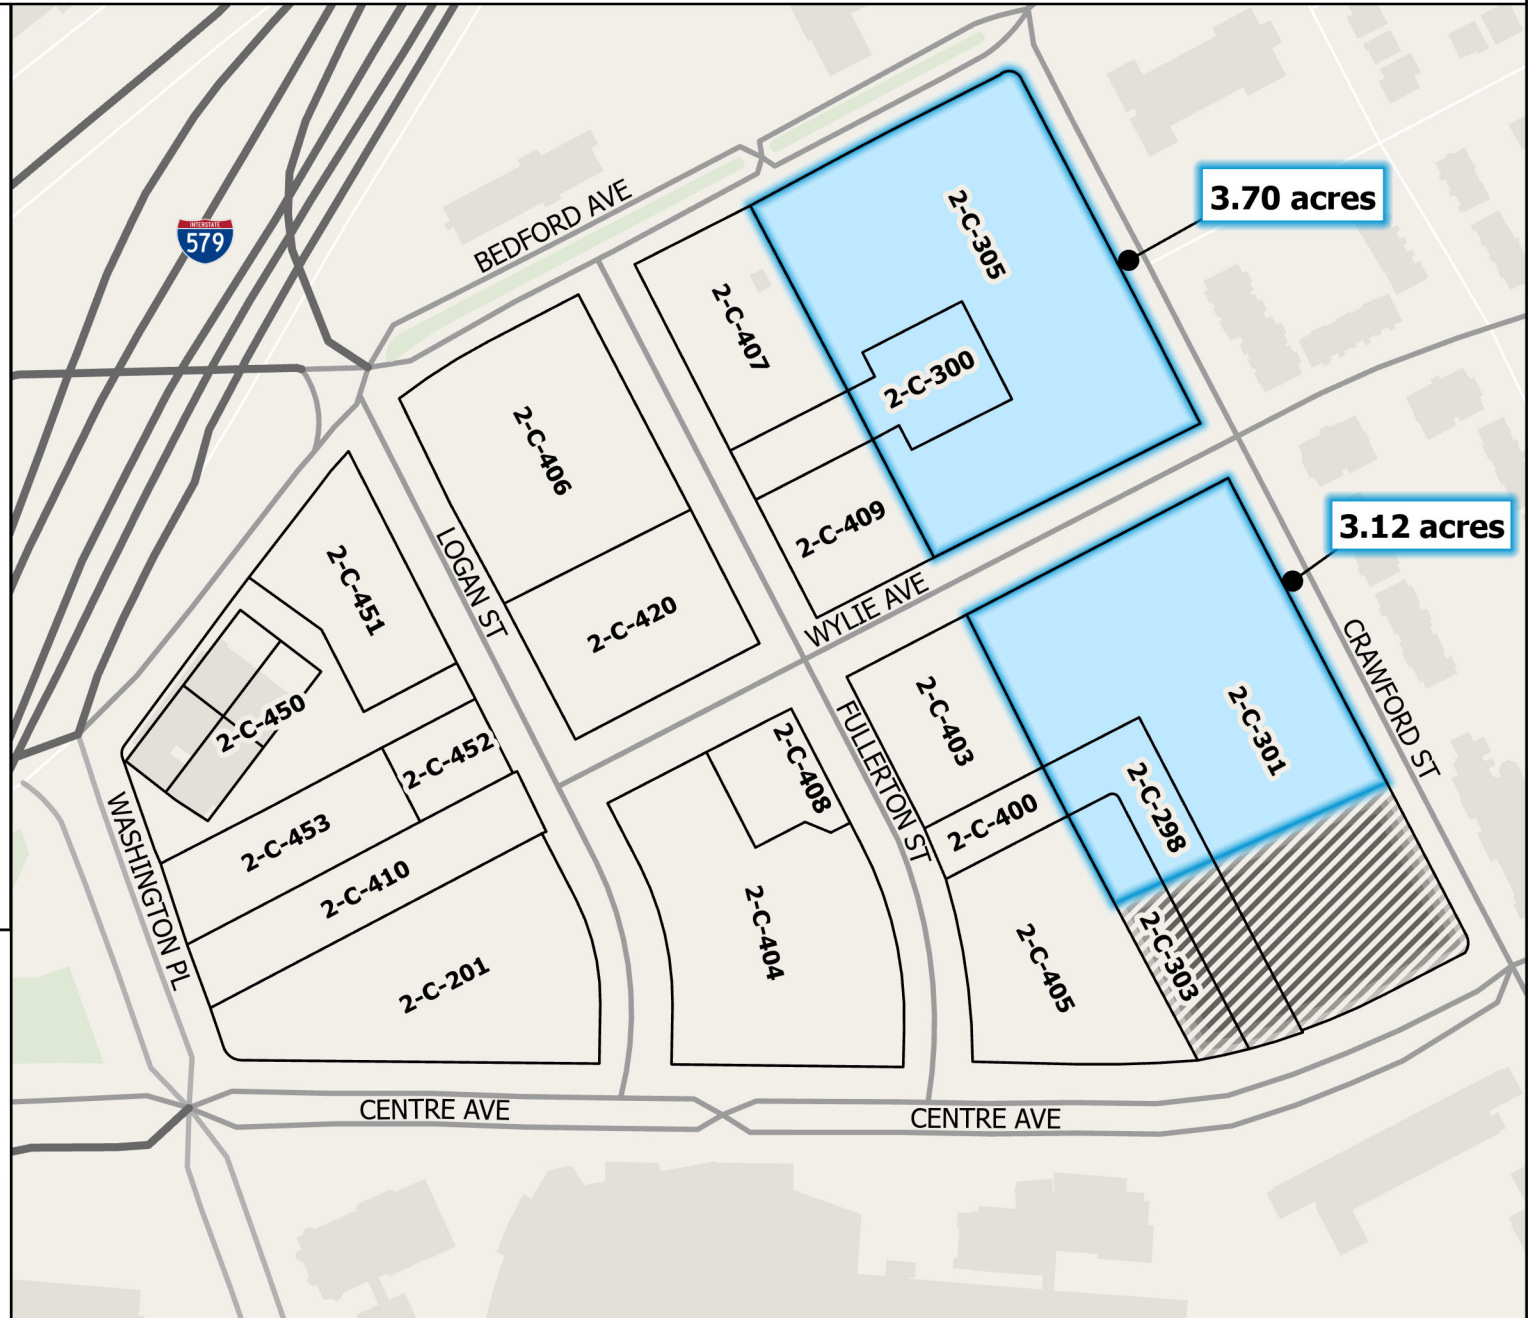 BEDFORD AVE
3.70 acres
2-C-305
INTERSTATE
579
2-C-407
2-C-300
2-C-406
2-C-409
3.12 acres
LOGAN ST
2-C-451
WYLIE AVE
2-C-420
CRAWFORD ST
2-C-450
2-C-403
2-C-301
FULLERTON ST
2-C-452
2-C-408
2-C-298
WASHINGTON PL
2-C-453
2-C-400
2-C-410
2-C-404
2-C-303
2-C-201
2-C-405
CENTRE AVE
CENTRE AVE